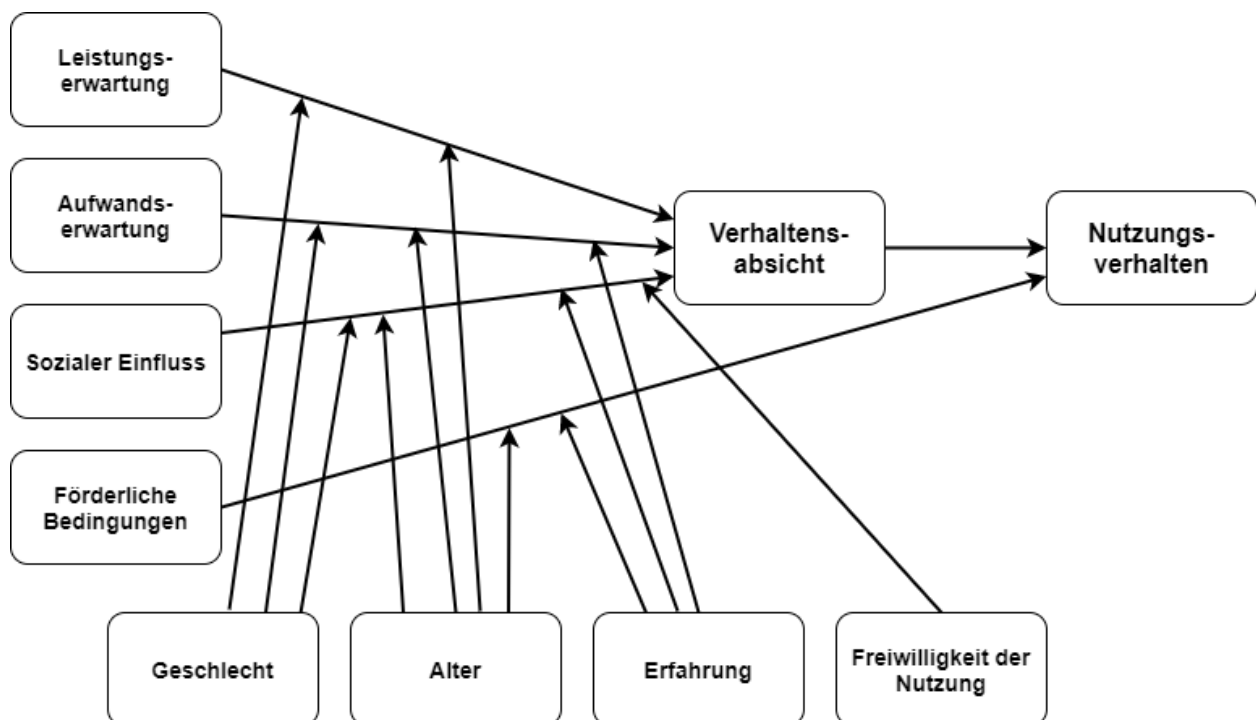 Leistungs-
erwartung
Aufwands-
erwartung
Sozialer Einfluss
Förderliche
Bedingungen
Verhaltens-
absicht
Nutzungs-
verhalten
Geschlecht
Alter
Erfahrung
Freiwilligkeit der
Nutzung